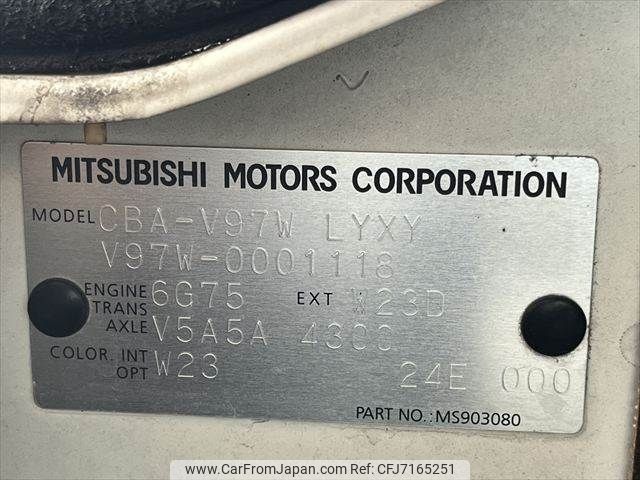 MITSUBISHI MOTORS CORPORATION
MODEL CBA-V97W LYXY
V97W-0001118
ENGINE 6G75 EXT W23D
TRANS AXLE V5A5A 4300
COLOR. INT W23
OPT 24E 000
PART NO.: MS903080
www.CarFromJapan.com | ID: CFJ7165251